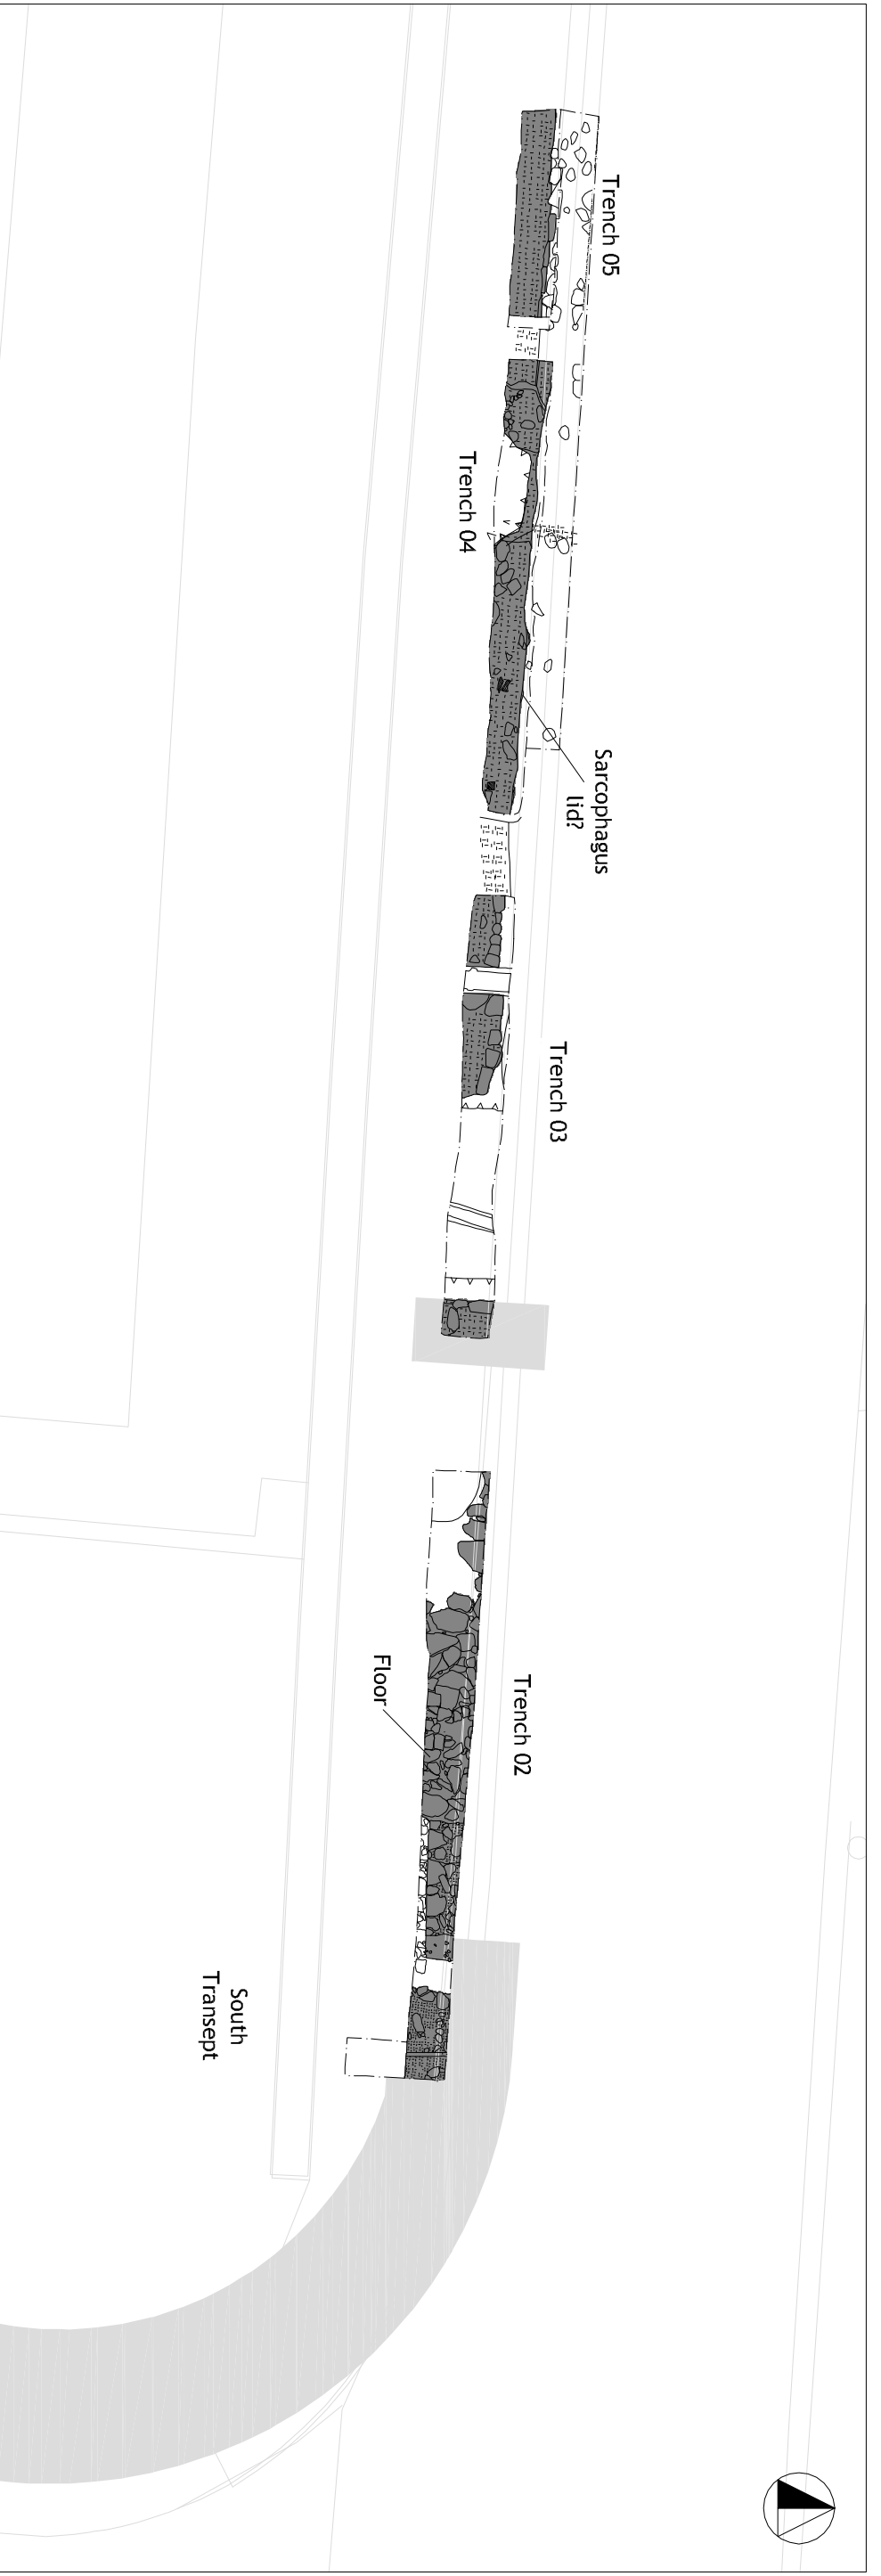 Trench 05
Trench 04
Sarcophagus
lid?
Trench 03
Trench 02
Floor
South
Transept